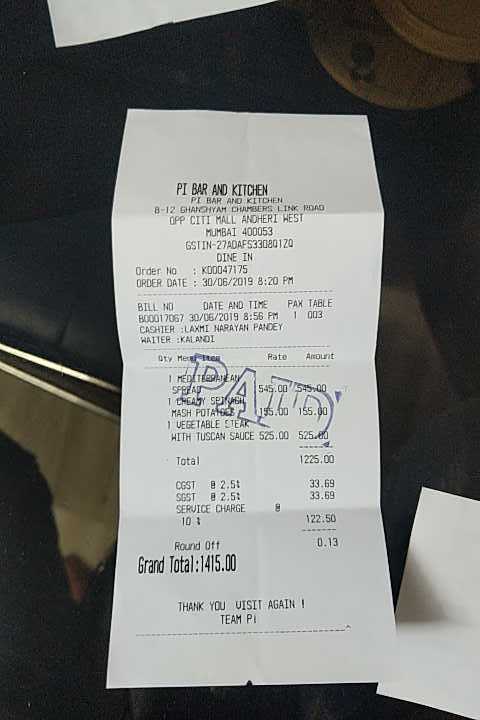 PI BAR AND KITCHEN
PI BAR AND KITCHEN
B-12 GHANSHYAM CHAMBERS LINK ROAD
OPP CITI MALL ANDHERI WEST
MUMBAI 400053
GSTIN-27ADAFS3308Q1ZQ
DINE IN
Order No : K00047175
ORDER DATE : 30/06/2019 8:20 PM
BILL NO DATE AND TIME PAX TABLE
B00017067 30/06/2019 8:56 PM 1 003
CASHIER :LAXMI NARAYAN PANDEY
WAITER :KALANDI
Qty Menu Item Rate Amount
1 MEDITERRANEAN
SPREAD 545.00 545.00
1 CREAMY SPINACH
MASH POTATOES 155.00 155.00
1 VEGETABLE STEAK
WITH TUSCAN SAUCE 525.00 525.00
PAID
Total 1225.00
CGST @ 2.5% 33.69
SGST @ 2.5% 33.69
SERVICE CHARGE @
10 % 122.50
Round Off 0.13
Grand Total:1415.00
THANK YOU VISIT AGAIN !
TEAM Pi